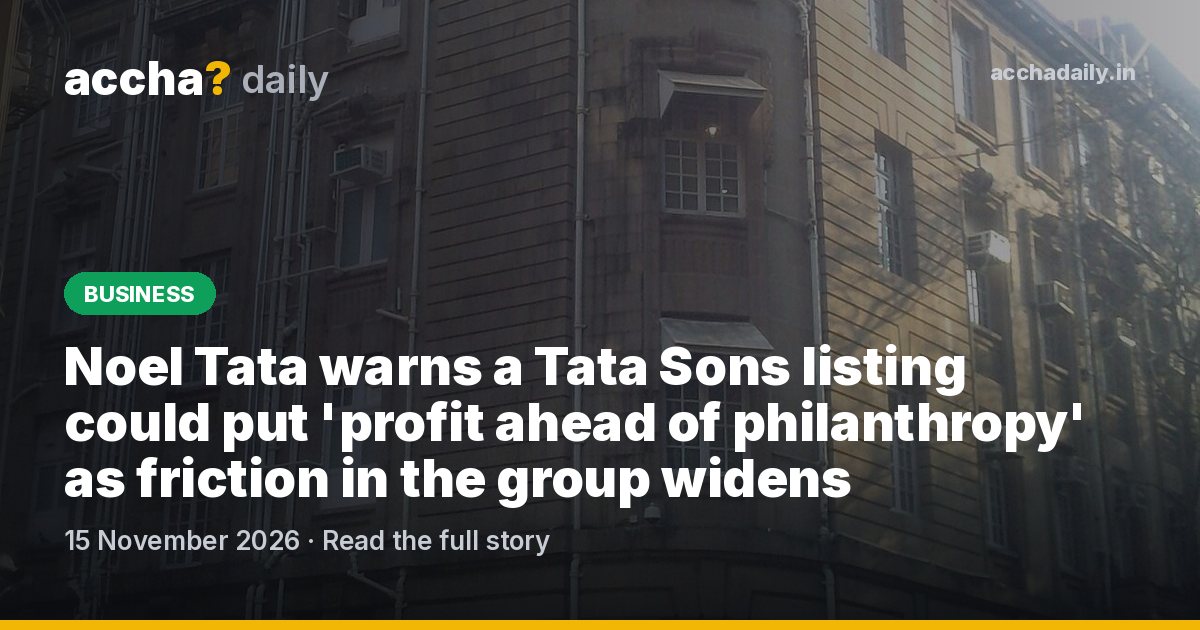 accha? daily
acchadaily.in
BUSINESS
Noel Tata warns a Tata Sons listing
could put 'profit ahead of philanthropy'
as friction in the group widens
15 November 2026 · Read the full story